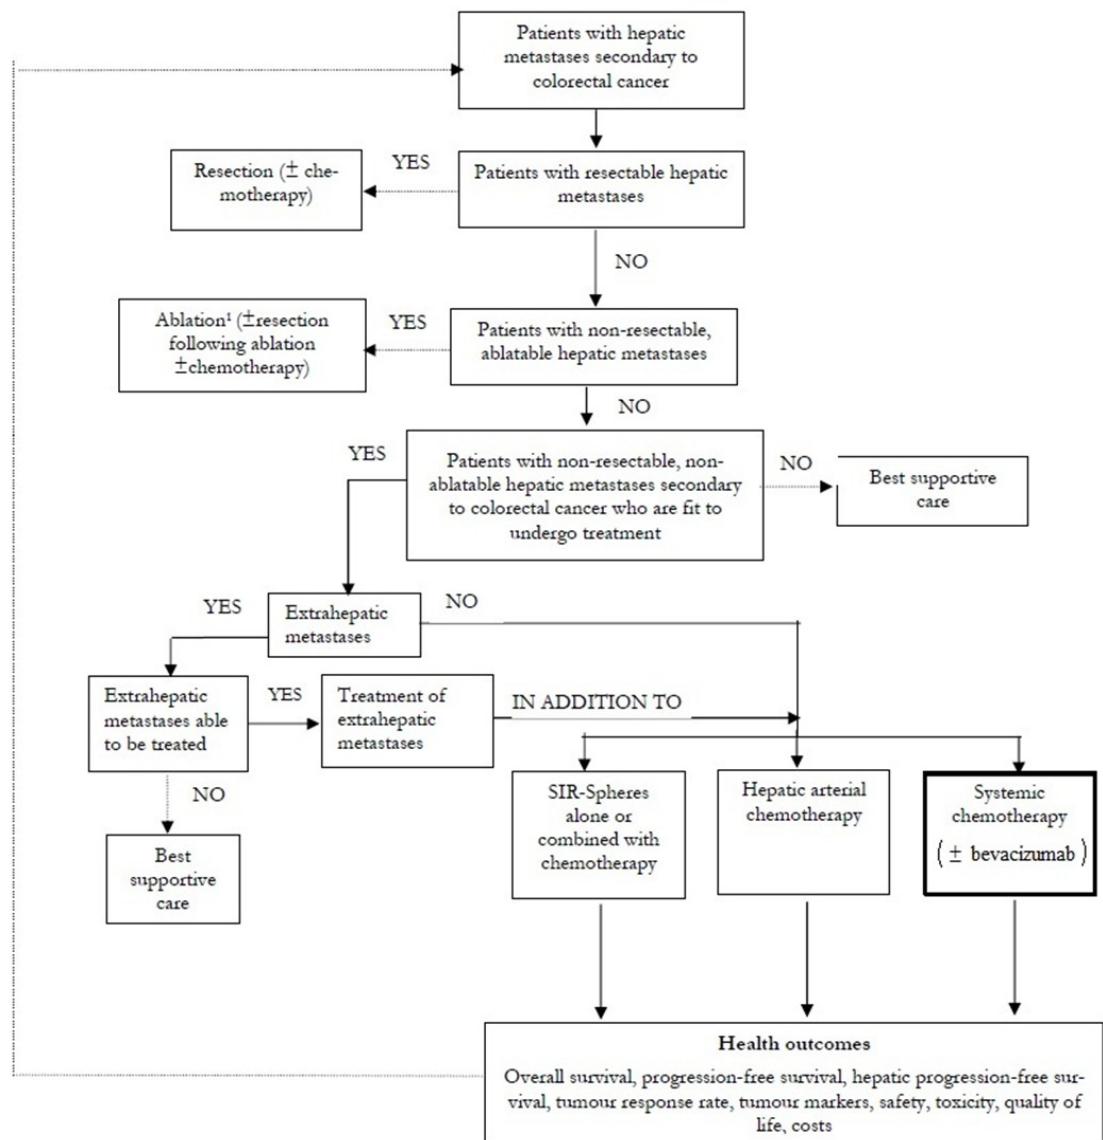 Patients with hepatic
metastases secondary to
colorectal cancer
YES
Resection (± che-
motherapy)
Patients with resectable hepatic
metastases
NO
Ablation¹ (±resection
following ablation
±chemotherapy)
YES
Patients with non-resectable,
ablatable hepatic metastases
NO
YES
Patients with non-resectable, non-
ablatable hepatic metastases secondary
to colorectal cancer who are fit to
undergo treatment
NO
Best supportive
care
YES
Extrahepatic
metastases
NO
Extrahepatic
metastases able
to be treated
YES
Treatment of
extrahepatic
metastases
IN ADDITION TO
NO
Best
supportive
care
SIR-Spheres
alone or
combined with
chemotherapy
Hepatic arterial
chemotherapy
Systemic
chemotherapy
( ± bevacizumab )
Health outcomes
Overall survival, progression-free survival, hepatic progression-free sur-
vival, tumour response rate, tumour markers, safety, toxicity, quality of
life, costs